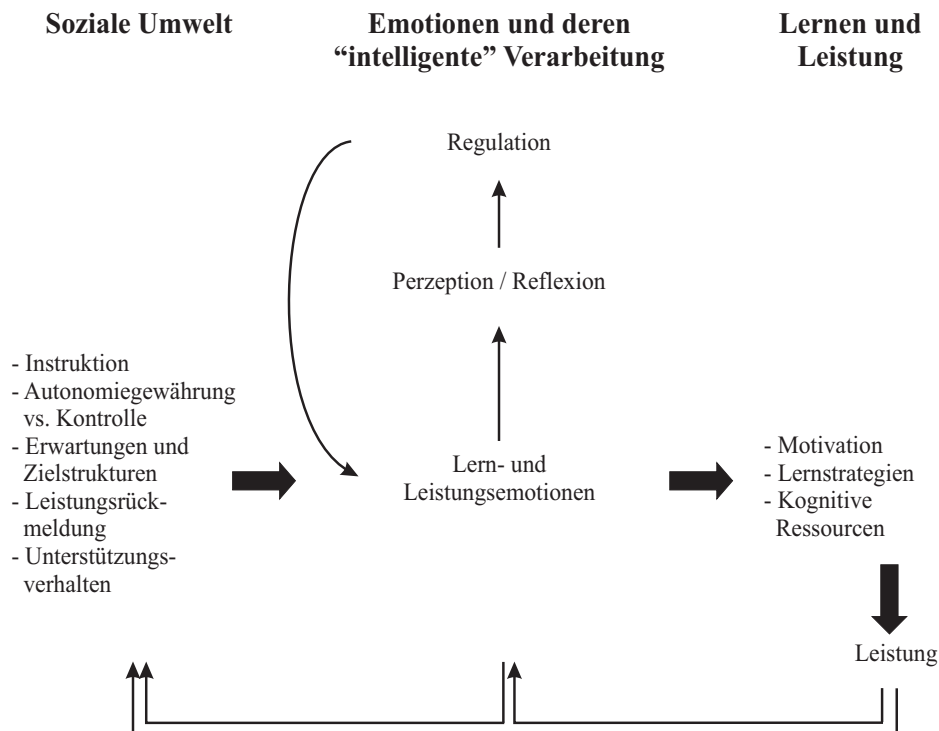 Soziale Umwelt
Emotionen und deren
“intelligente” Verarbeitung
Lernen und
Leistung
Regulation
Perzeption / Reflexion
- Instruktion
- Autonomiegewährung
vs. Kontrolle
- Erwartungen und
Zielstrukturen
- Leistungsrück-
meldung
- Unterstützungs-
verhalten
Lern- und
Leistungsemotionen
- Motivation
- Lernstrategien
- Kognitive
Ressourcen
Leistung